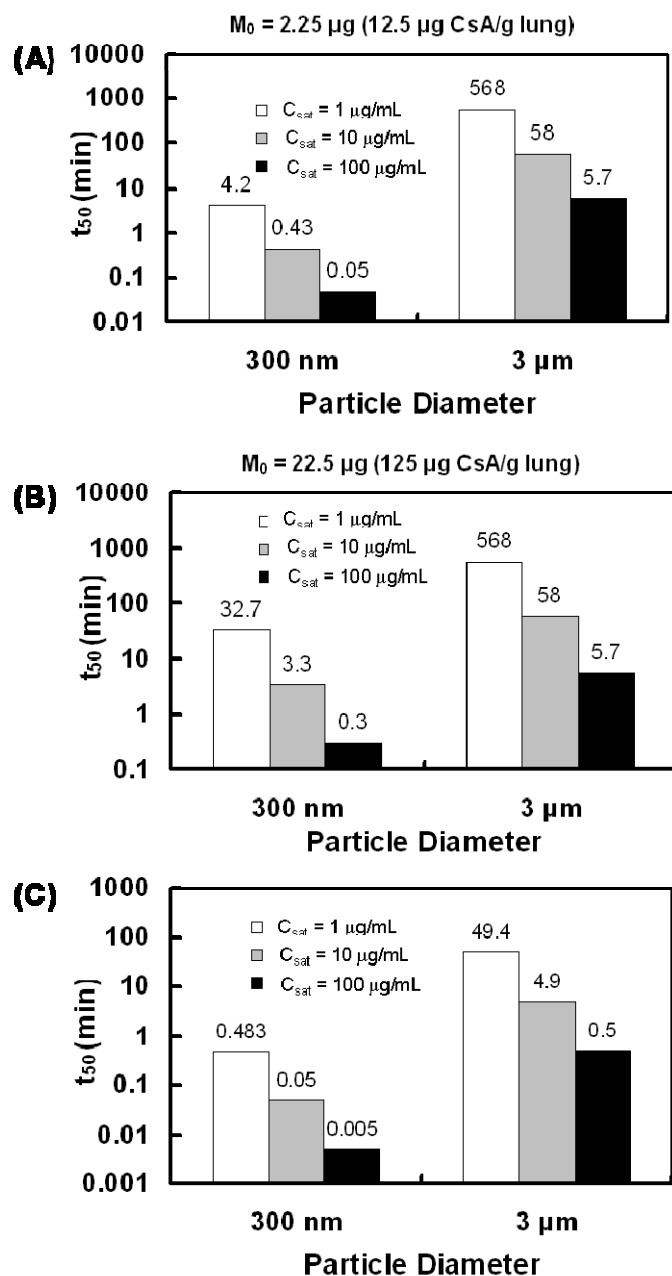 M₀ = 2.25 µg (12.5 µg CsA/g lung)
(A)
10000
1000
100
10
1
0.1
0.01
t₅₀ (min)
C_sat = 1 µg/mL
C_sat = 10 µg/mL
C_sat = 100 µg/mL
4.2
0.43
0.05
568
58
5.7
300 nm
3 µm
Particle Diameter
M₀ = 22.5 µg (125 µg CsA/g lung)
(B)
10000
1000
100
10
1
0.1
t₅₀ (min)
C_sat = 1 µg/mL
C_sat = 10 µg/mL
C_sat = 100 µg/mL
32.7
3.3
0.3
568
58
5.7
300 nm
3 µm
Particle Diameter
(C)
1000
100
10
1
0.1
0.01
0.001
t₅₀ (min)
C_sat = 1 µg/mL
C_sat = 10 µg/mL
C_sat = 100 µg/mL
0.483
0.05
0.005
49.4
4.9
0.5
300 nm
3 µm
Particle Diameter